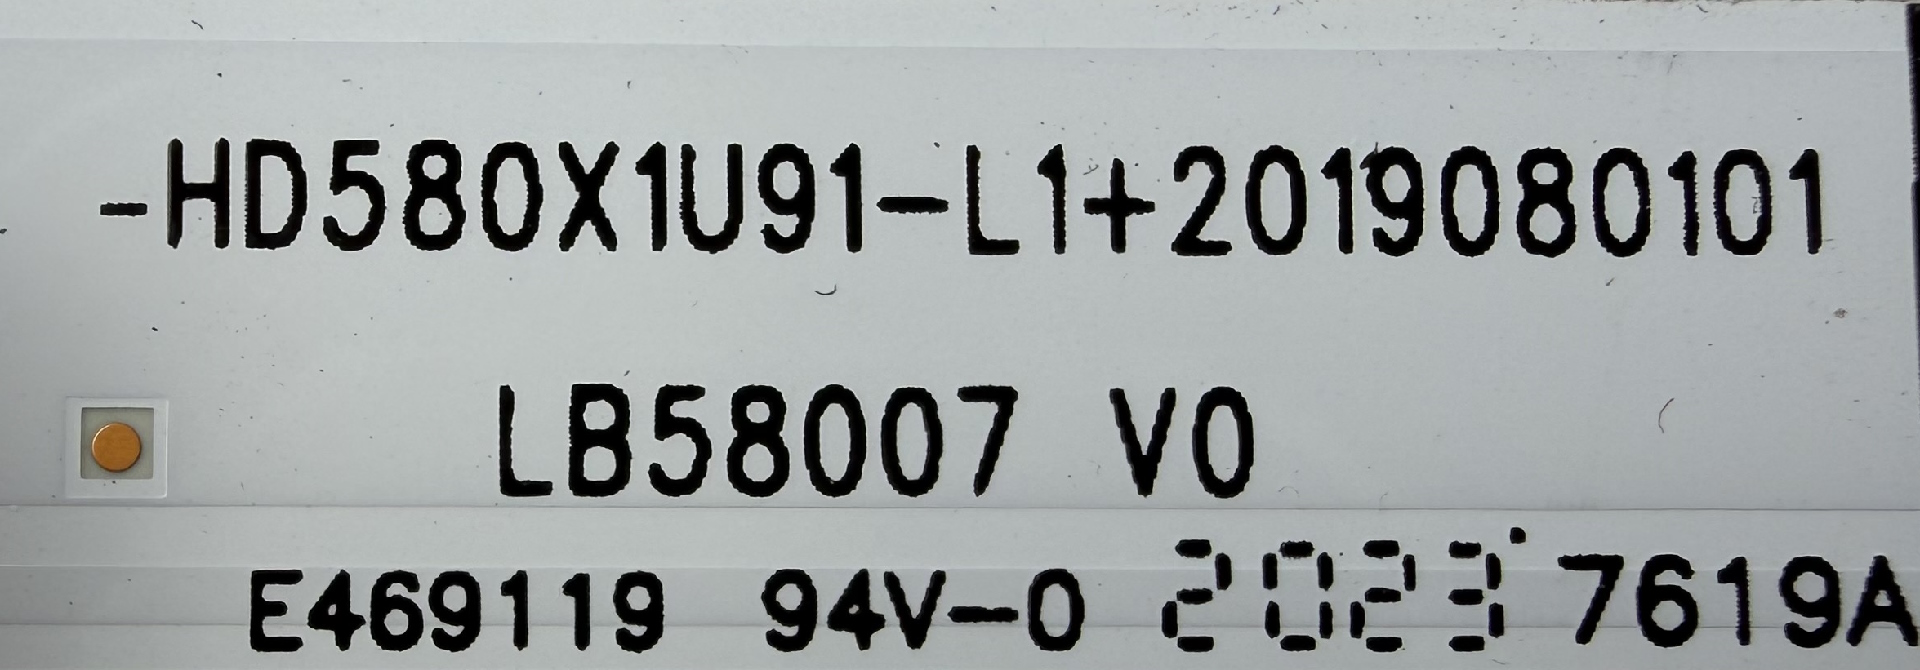 -HD580X1U91-L1+2019080101
LB58007 V0
E469119 94V-0 2023 7619A